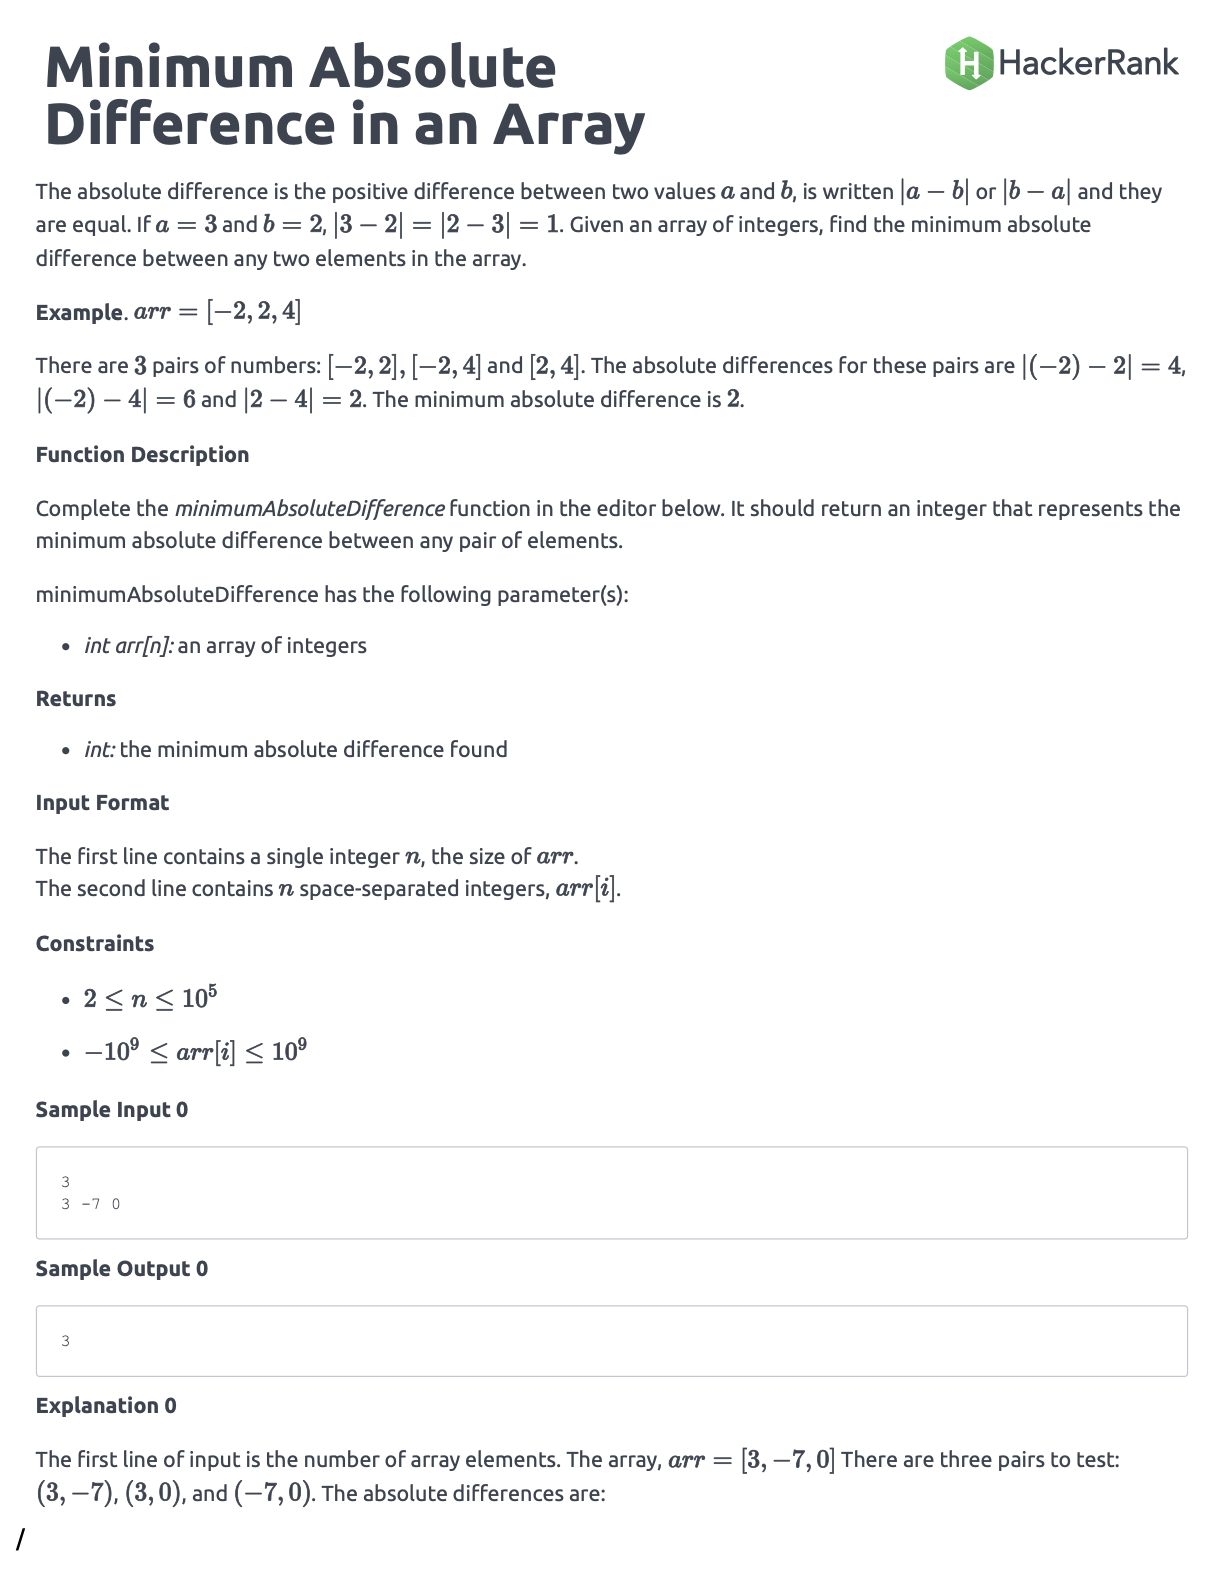 Minimum Absolute
Difference in an Array
HackerRank
The absolute difference is the positive difference between two values a and b, is written |a − b| or |b − a| and they
are equal. If a = 3 and b = 2, |3 − 2| = |2 − 3| = 1. Given an array of integers, find the minimum absolute
difference between any two elements in the array.
Example. arr = [−2, 2, 4]
There are 3 pairs of numbers: [−2, 2], [−2, 4] and [2, 4]. The absolute differences for these pairs are |(−2) − 2| = 4,
|(−2) − 4| = 6 and |2 − 4| = 2. The minimum absolute difference is 2.
Function Description
Complete the minimumAbsoluteDifference function in the editor below. It should return an integer that represents the
minimum absolute difference between any pair of elements.
minimumAbsoluteDifference has the following parameter(s):
• int arr[n]: an array of integers
Returns
• int: the minimum absolute difference found
Input Format
The first line contains a single integer n, the size of arr.
The second line contains n space-separated integers, arr[i].
Constraints
• 2 ≤ n ≤ 10⁵
• −10⁹ ≤ arr[i] ≤ 10⁹
Sample Input 0
3
3 -7 0
Sample Output 0
3
Explanation 0
The first line of input is the number of array elements. The array, arr = [3, −7, 0] There are three pairs to test:
(3, −7), (3, 0), and (−7, 0). The absolute differences are:
/